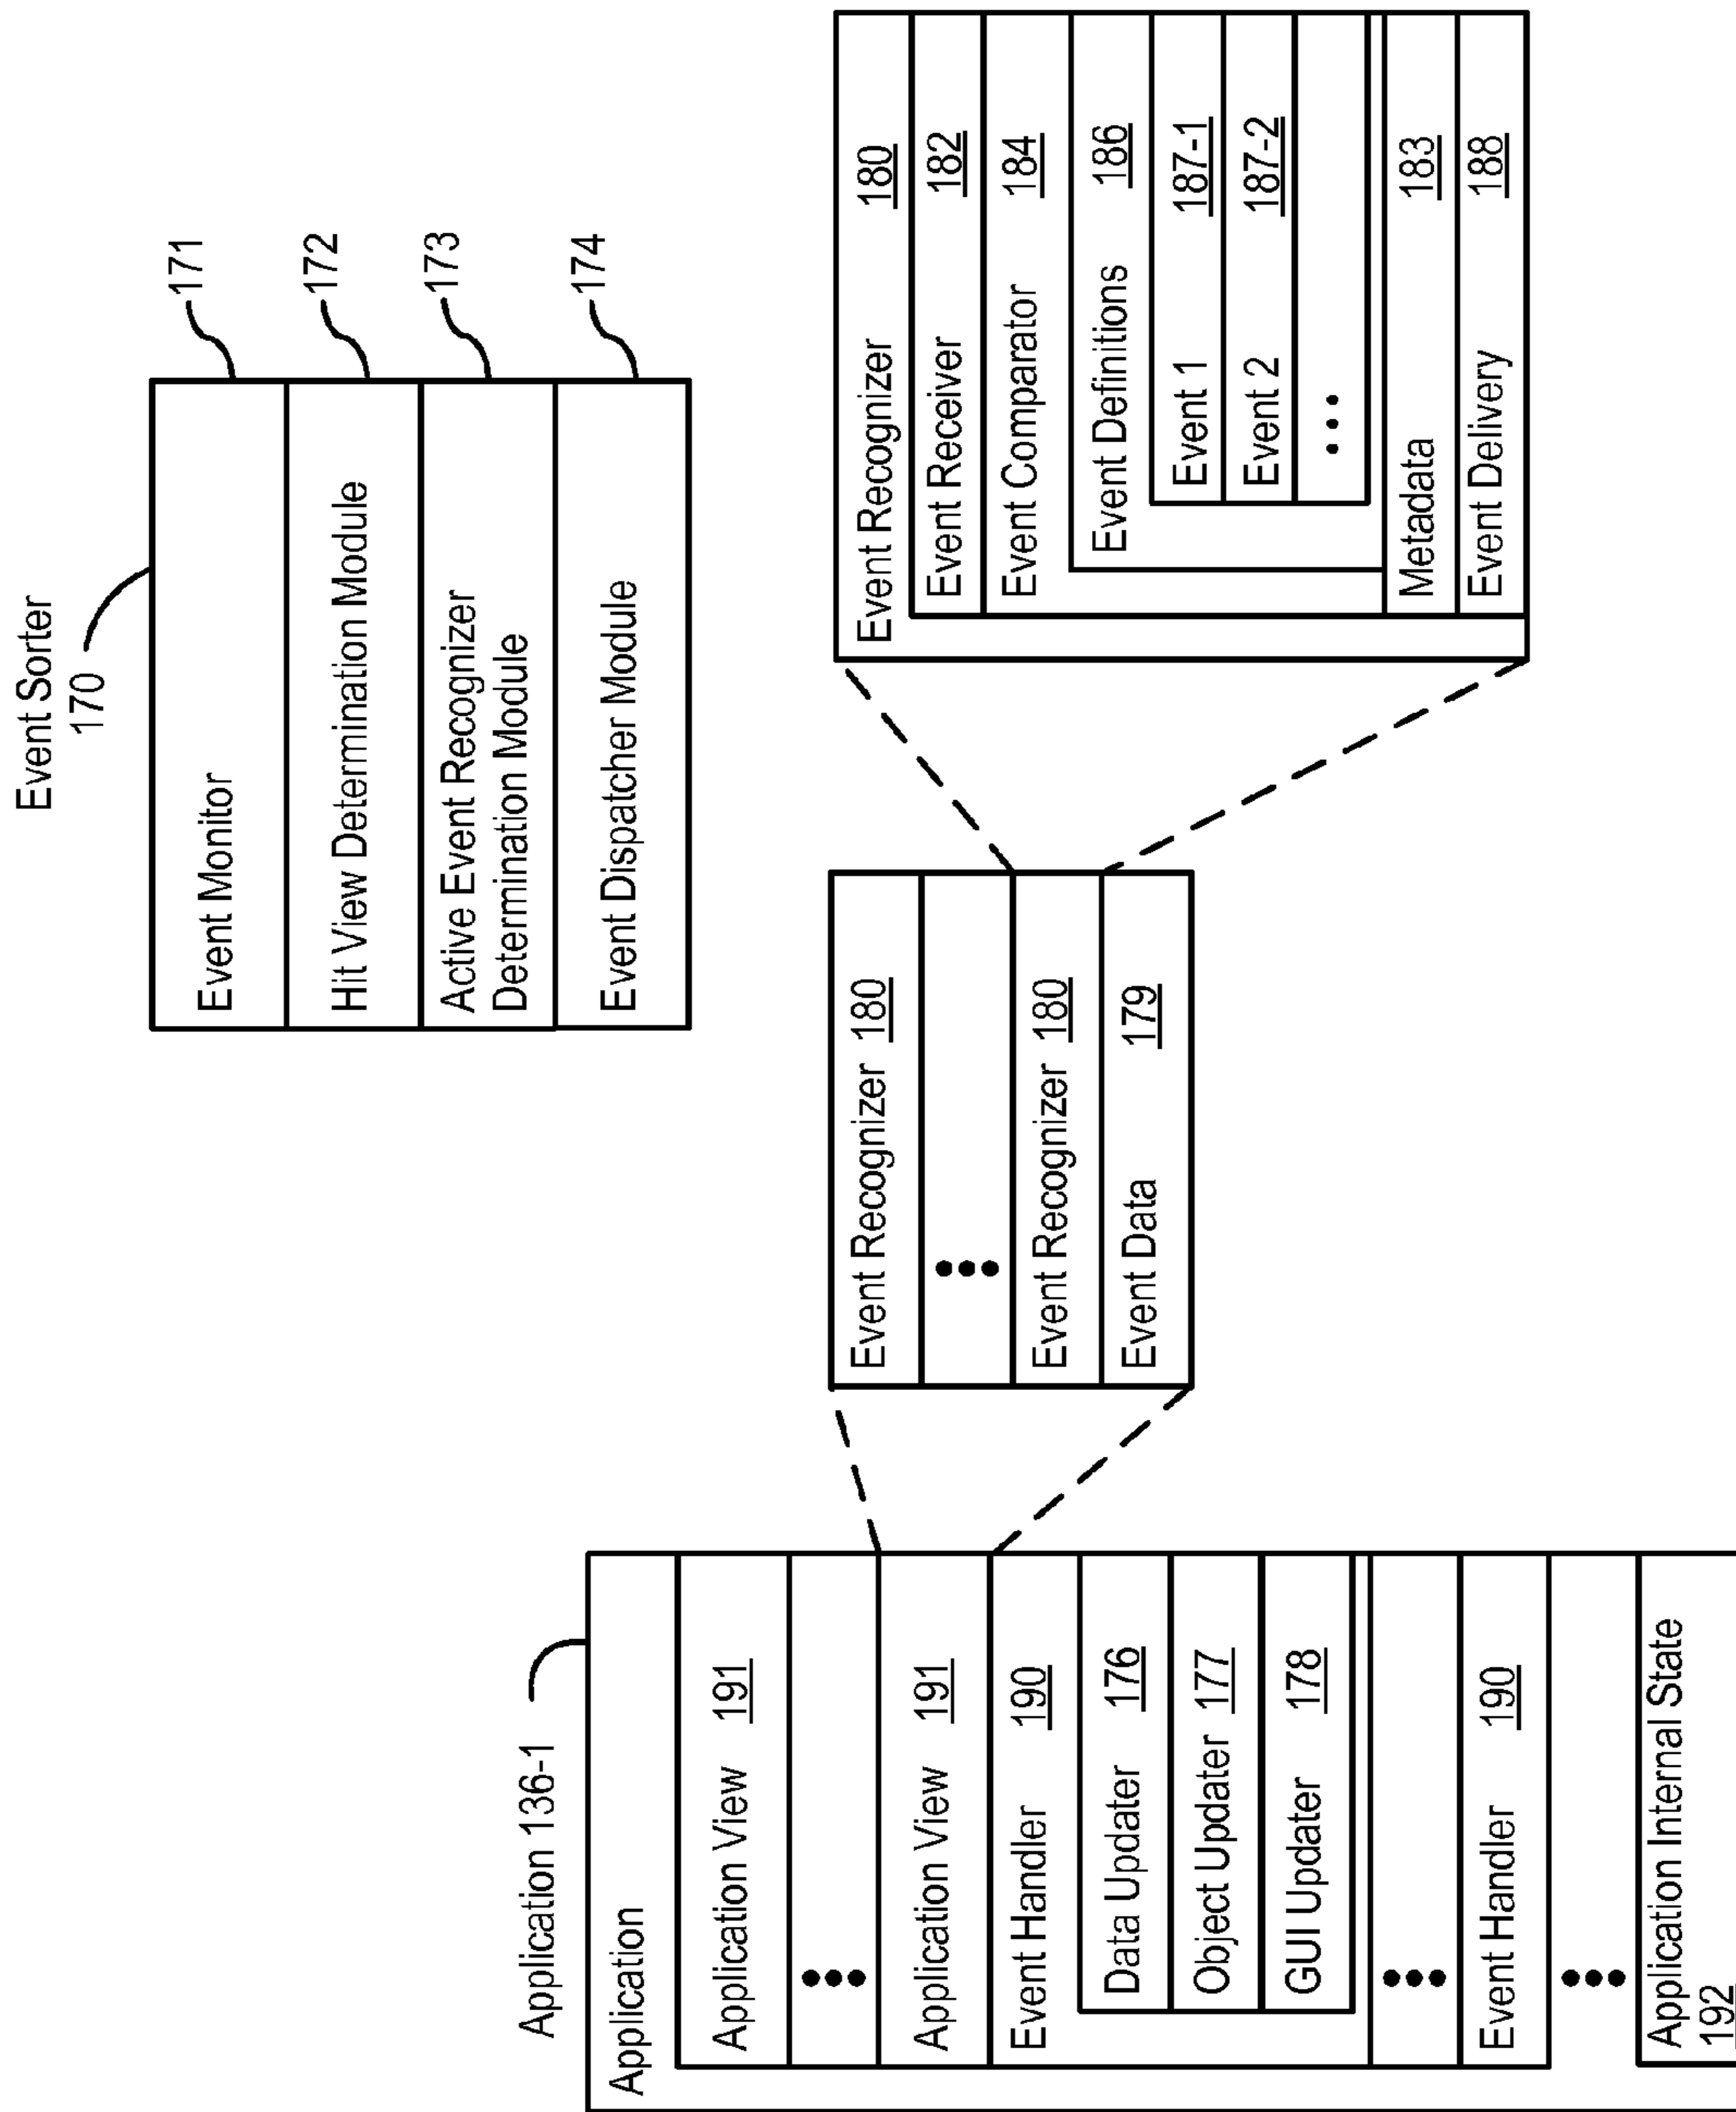 Event Sorter
170
Event Monitor
171
Hit View Determination Module
172
Active Event Recognizer
Determination Module
173
Event Dispatcher Module
174
Application 136-1
Application
Application View 191
•••
Application View 191
Event Handler 190
Data Updater 176
Object Updater 177
GUI Updater 178
•••
Event Handler 190
•••
Application Internal State
192
Event Recognizer 180
•••
Event Recognizer 180
Event Data 179
Event Recognizer 180
Event Receiver 182
Event Comparator 184
Event Definitions 186
Event 1 187-1
Event 2 187-2
•••
Metadata 183
Event Delivery 188